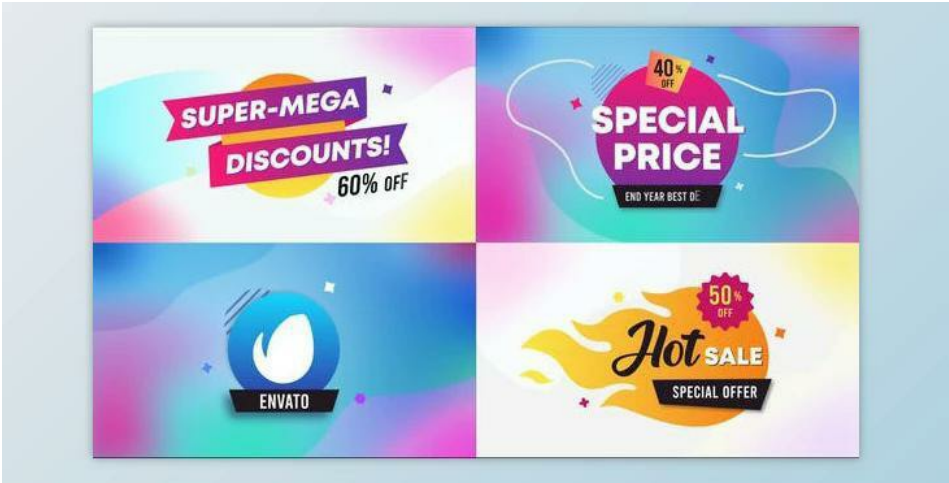 SUPER-MEGA
DISCOUNTS!
60% OFF
40%
OFF
SPECIAL
PRICE
END YEAR BEST DE
ENVATO
50%
OFF
Hot SALE
SPECIAL OFFER